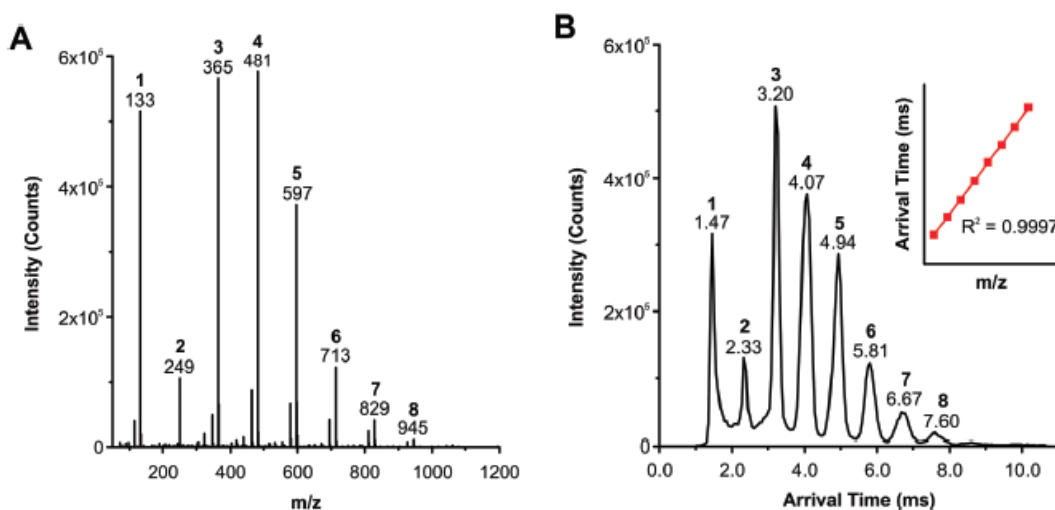 A
Intensity (Counts)
6x10⁵
4x10⁵
2x10⁵
0
1
133
2
249
3
365
4
481
5
597
6
713
7
829
8
945
200 400 600 800 1000 1200
m/z
B
Intensity (Counts)
6x10⁵
4x10⁵
2x10⁵
0
1
1.47
2
2.33
3
3.20
4
4.07
5
4.94
6
5.81
7
6.67
8
7.60
0.0 2.0 4.0 6.0 8.0 10.0
Arrival Time (ms)
Arrival Time (ms)
R² = 0.9997
m/z